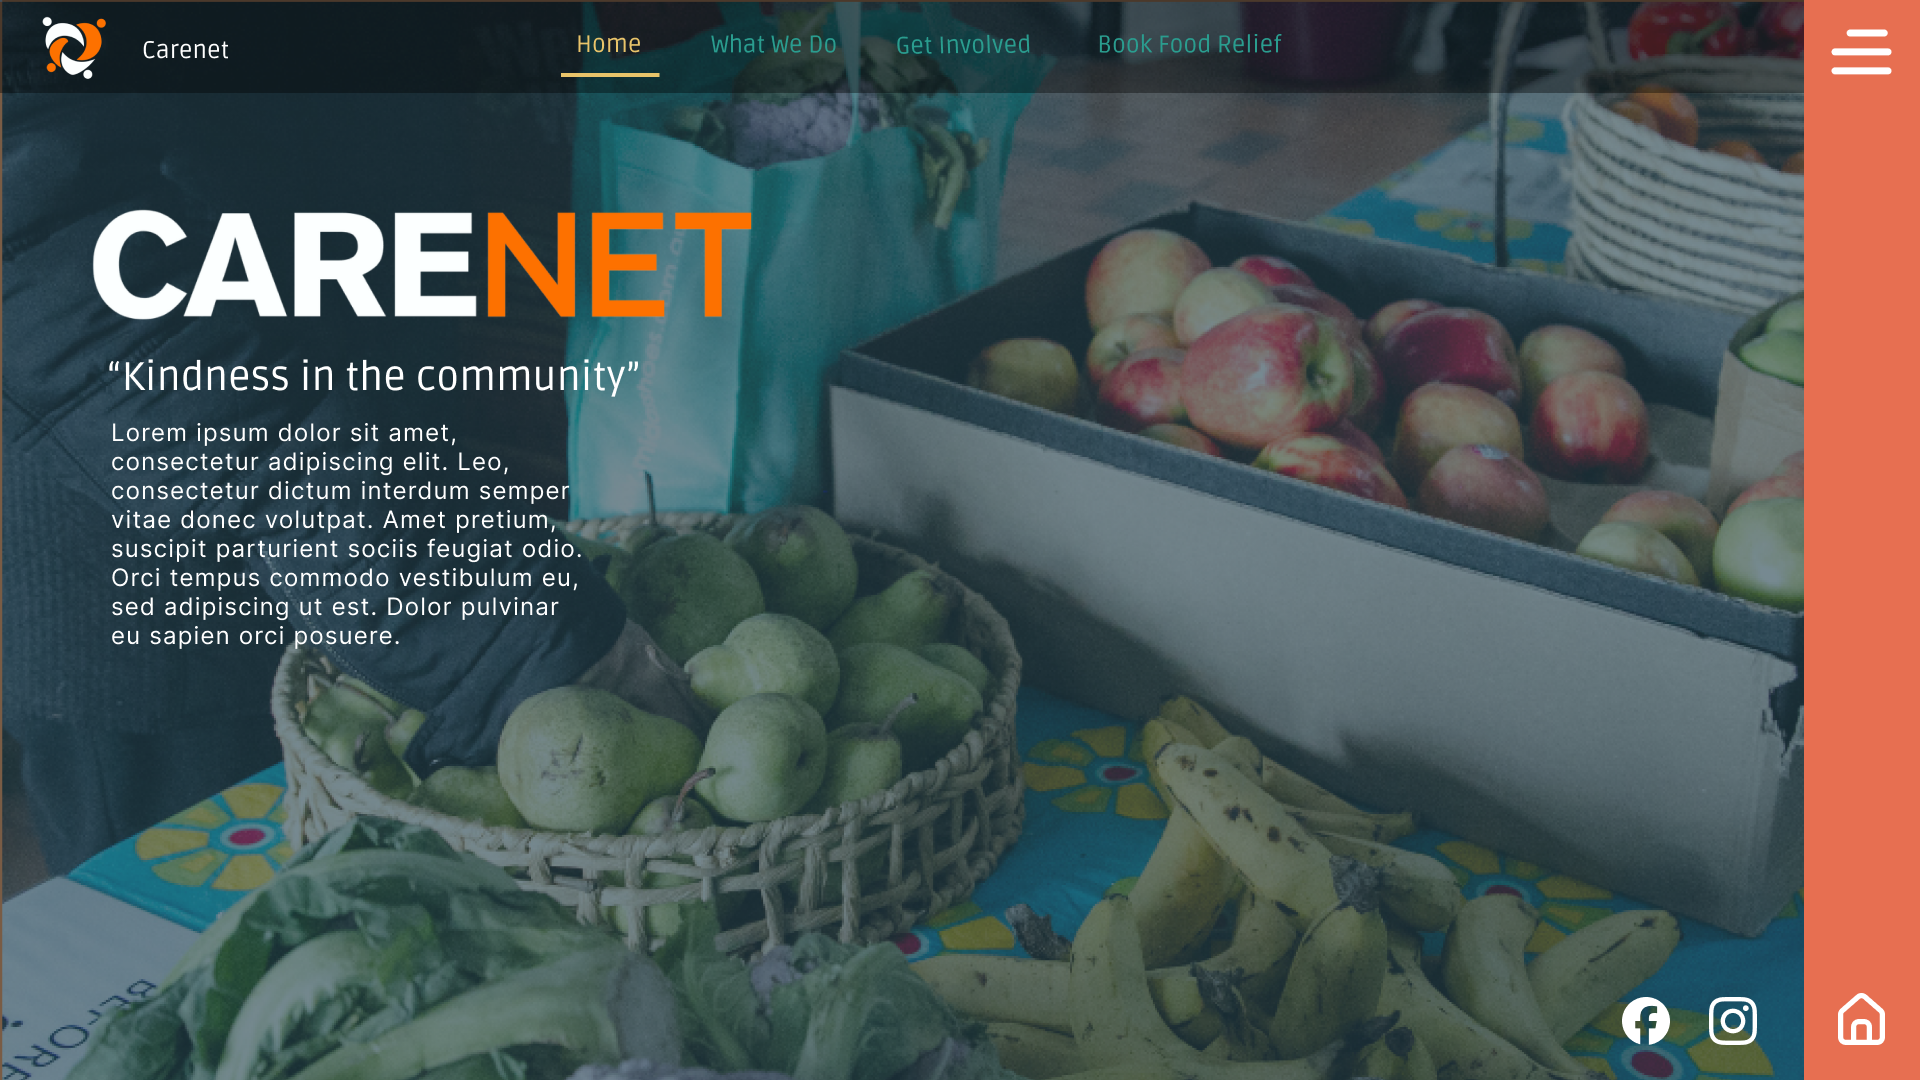 Carenet
Home
What We Do
Get Involved
Book Food Relief
CARENET
“Kindness in the community”
Lorem ipsum dolor sit amet,
consectetur adipiscing elit. Leo,
consectetur dictum interdum semper
vitae donec volutpat. Amet pretium,
suscipit parturient sociis feugiat odio.
Orci tempus commodo vestibulum eu,
sed adipiscing ut est. Dolor pulvinar
eu sapien orci posuere.